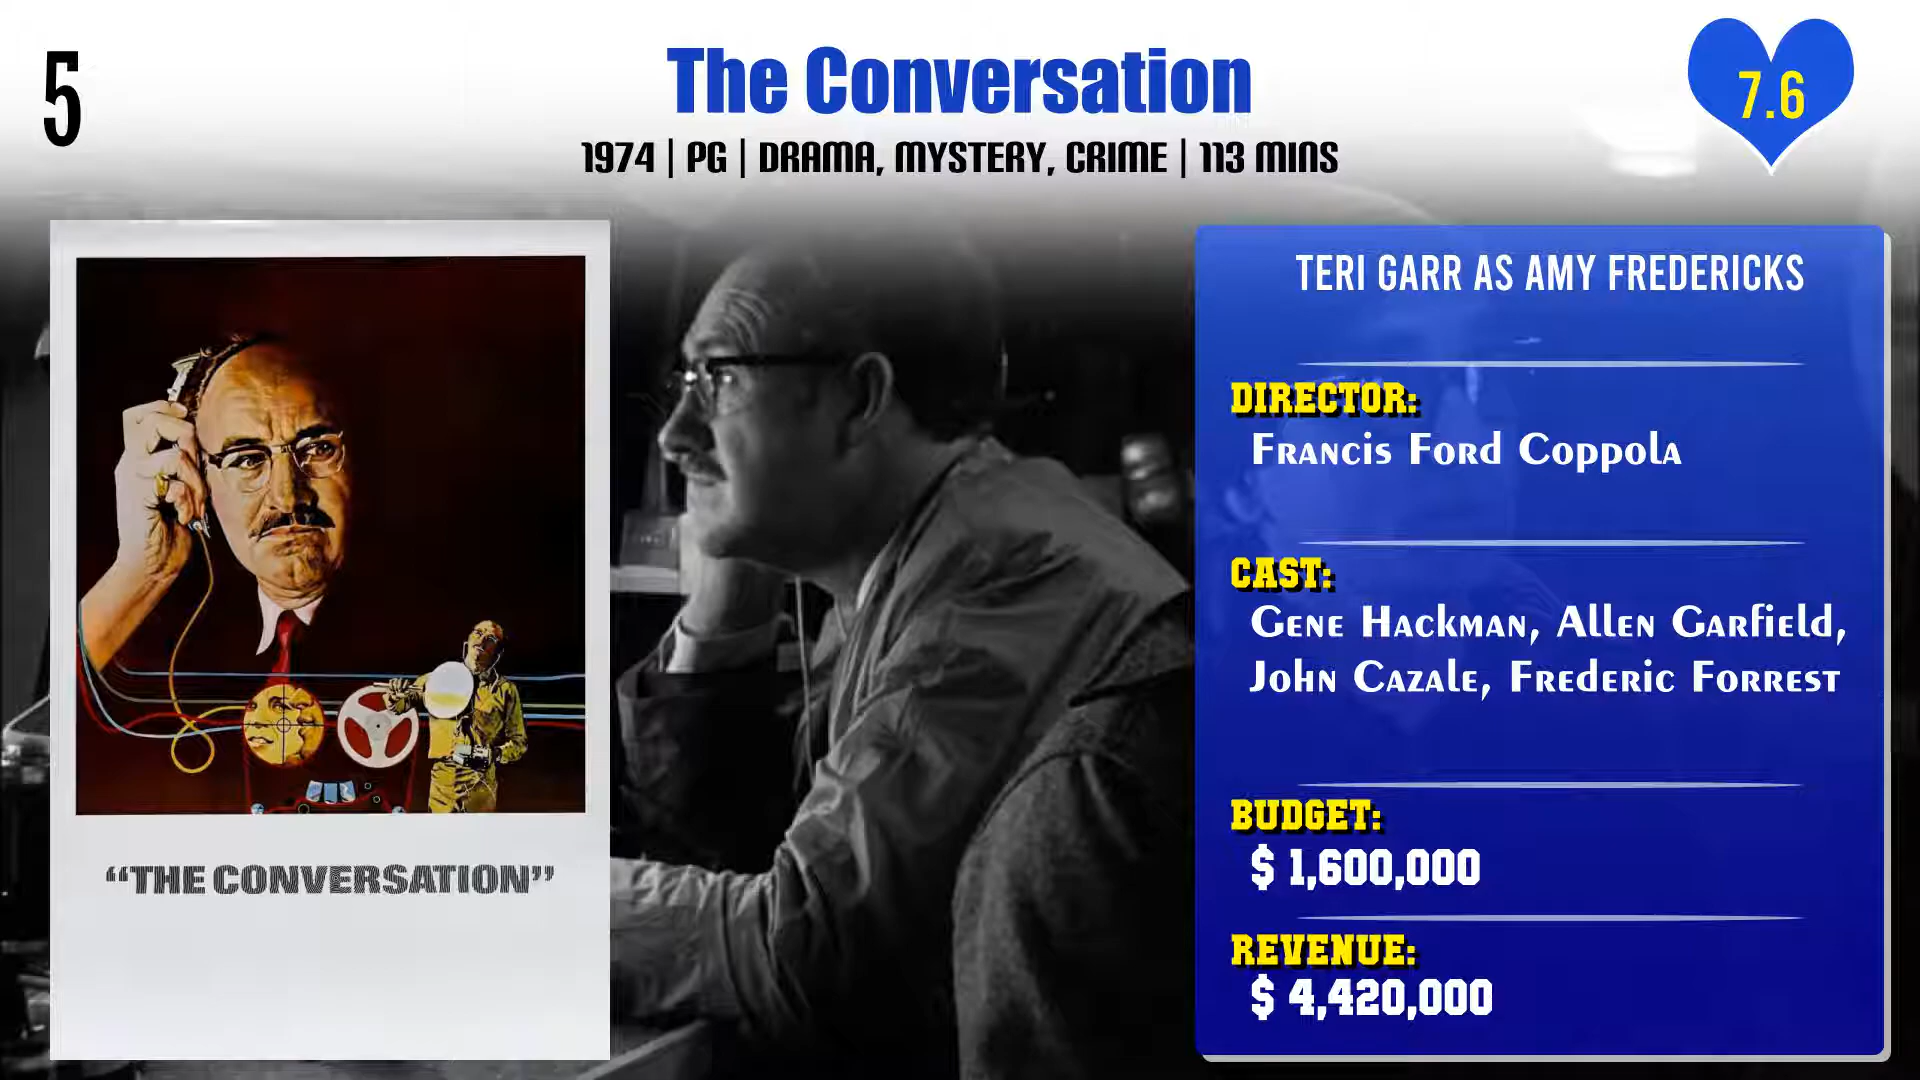 5
The Conversation
7.6
1974 | PG | DRAMA, MYSTERY, CRIME | 113 MINS
"THE CONVERSATION"
TERI GARR AS AMY FREDERICKS
DIRECTOR:
Francis Ford Coppola
CAST:
Gene Hackman, Allen Garfield,
John Cazale, Frederic Forrest
BUDGET:
$ 1,600,000
REVENUE:
$ 4,420,000